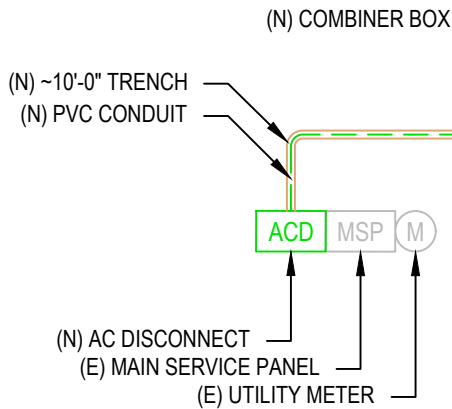 (N) COMBINER BOX
(N) ~10'-0" TRENCH
(N) PVC CONDUIT
ACD MSP M
(N) AC DISCONNECT
(E) MAIN SERVICE PANEL
(E) UTILITY METER